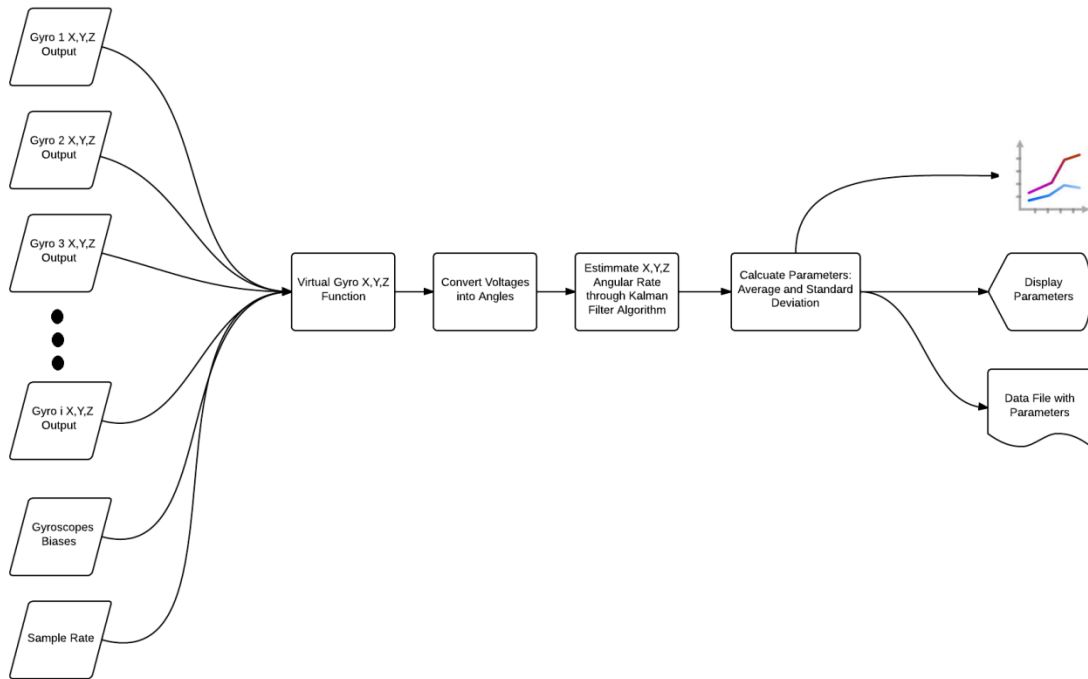 Gyro 1 X,Y,Z
Output
Gyro 2 X,Y,Z
Output
Gyro 3 X,Y,Z
Output
Gyro i X,Y,Z
Output
Gyroscopes
Biases
Sample Rate
Virtual Gyro X,Y,Z
Function
Convert Voltages
into Angles
Estimmate X,Y,Z
Angular Rate
through Kalman
Filter Algorithm
Calcuate Parameters:
Average and Standard
Deviation
Display
Parameters
Data File with
Parameters